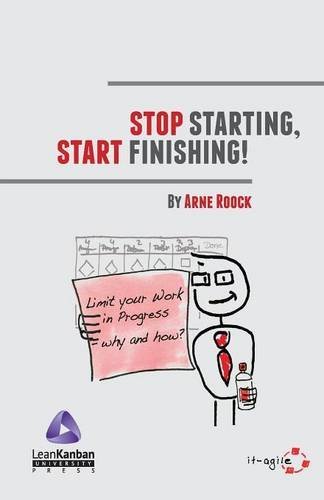 STOP STARTING,
START FINISHING!
BY ARNE ROOCK
Done
Limit your Work
in Progress
- why and how?
LeanKanban
UNIVERSITY
PRESS
it-agile